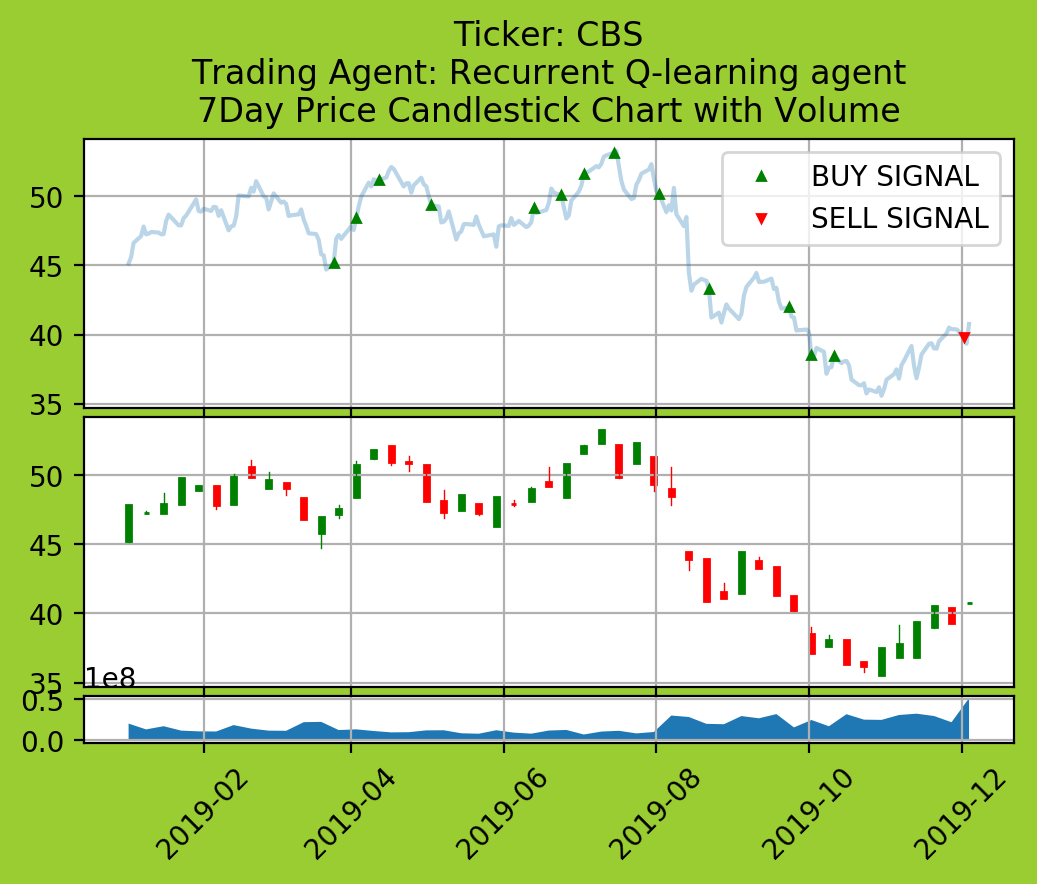 Ticker: CBS
Trading Agent: Recurrent Q-learning agent
7Day Price Candlestick Chart with Volume
BUY SIGNAL
SELL SIGNAL
50
45
40
35
50
45
40
35
1e8
0.5
0.0
2019-02
2019-04
2019-06
2019-08
2019-10
2019-12